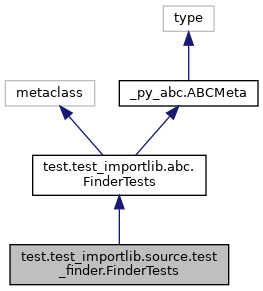 type
metaclass
_py_abc.ABCMeta
test.test_importlib.abc.
FinderTests
test.test_importlib.source.test
_finder.FinderTests